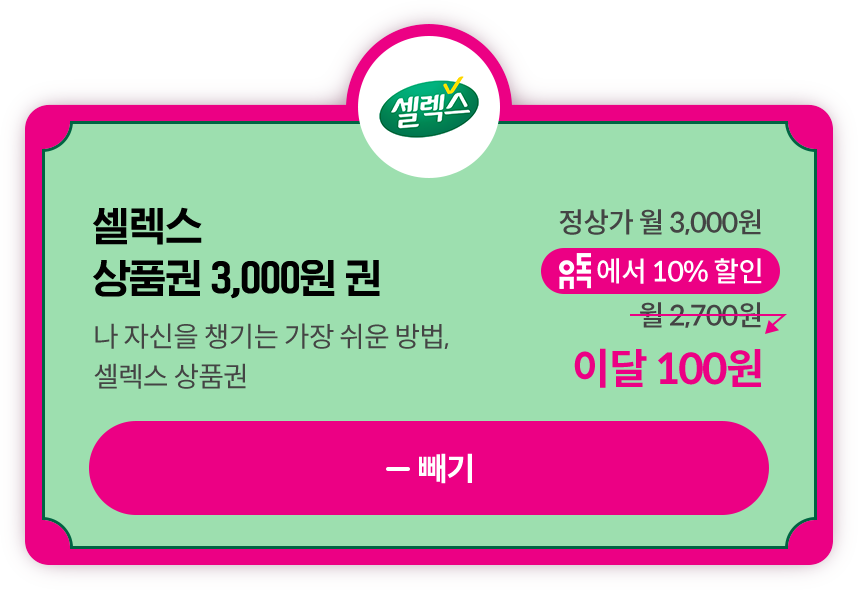 셀렉스
셀렉스
상품권 3,000원 권
나 자신을 챙기는 가장 쉬운 방법,
셀렉스 상품권
정상가 월 3,000원
유독에서 10% 할인
월 2,700원
이달 100원
– 빼기